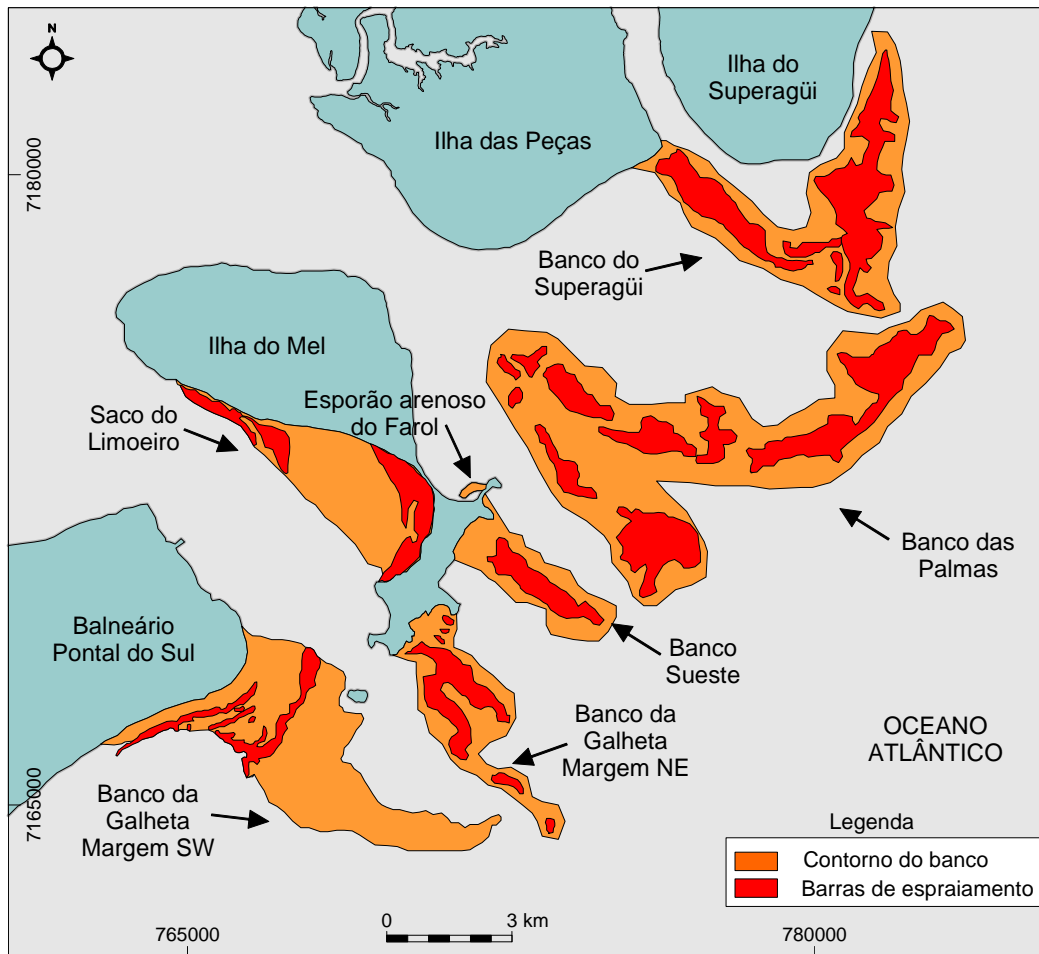 N
Ilha do
Superagüi
Ilha das Peças
7180000
Banco do
Superagüi
Ilha do Mel
Saco do
Limoeiro
Esporão arenoso
do Farol
Banco das
Palmas
Balneário
Pontal do Sul
Banco
Sueste
Banco da
Galheta
Margem NE
OCEANO
ATLÂNTICO
7165000
Banco da
Galheta
Margem SW
Legenda
Contorno do banco
Barras de espraiamento
0 3 km
765000
780000